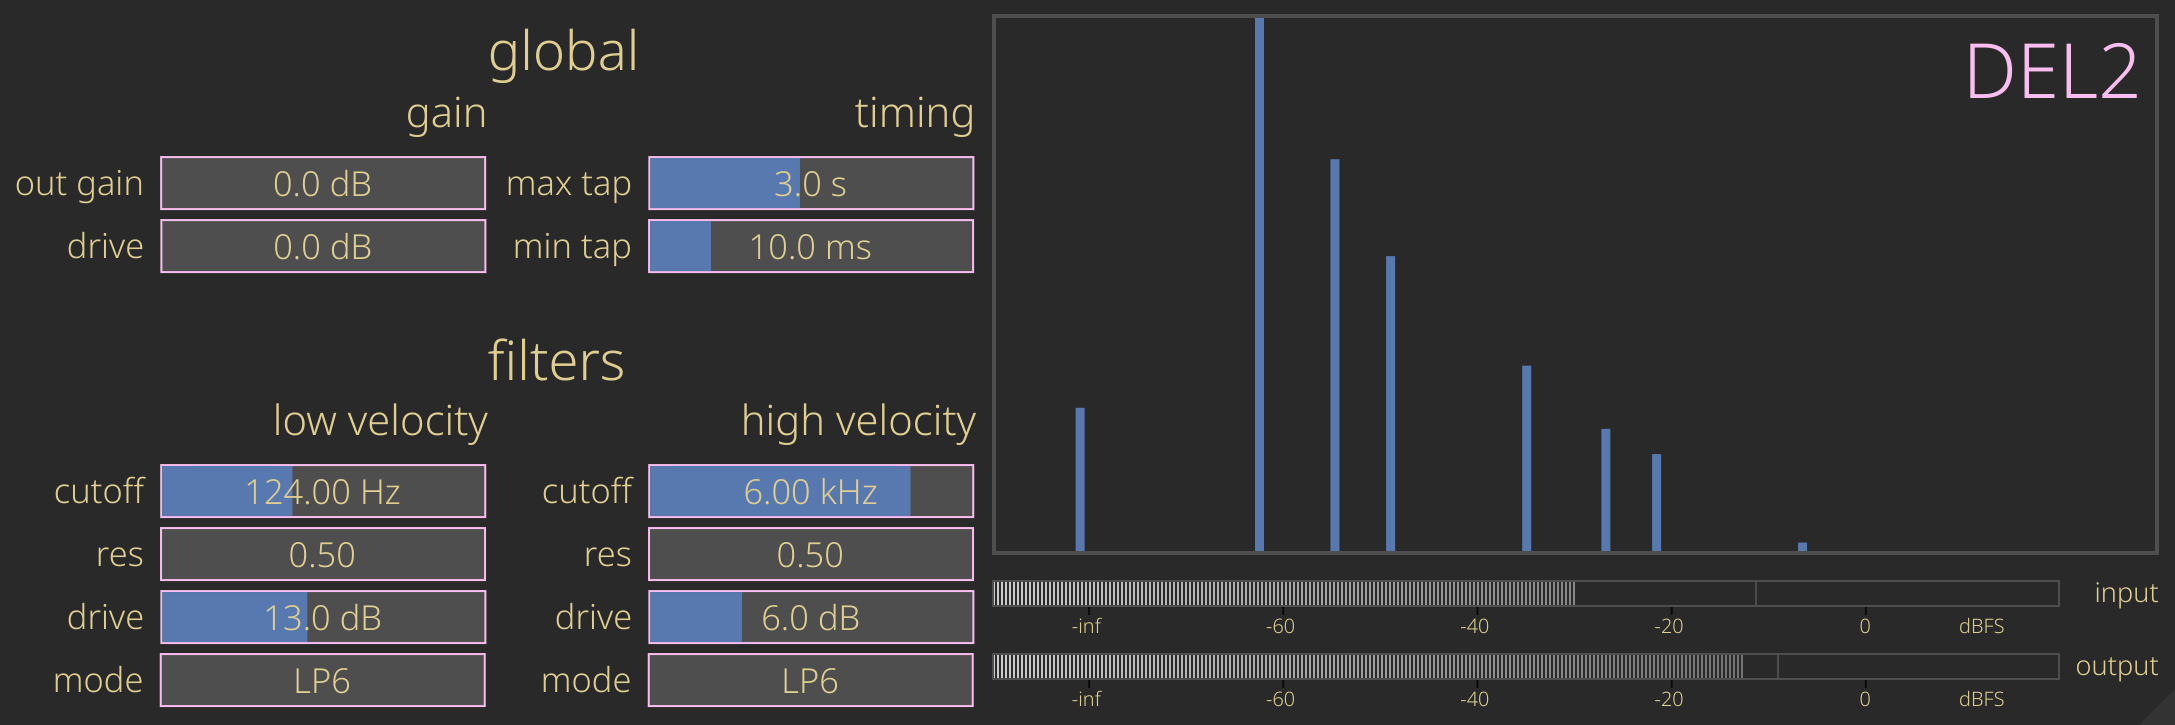 global
gain timing
out gain 0.0 dB max tap 3.0 s
drive 0.0 dB min tap 10.0 ms
filters
low velocity high velocity
cutoff 124.00 Hz cutoff 6.00 kHz
res 0.50 res 0.50
drive 13.0 dB drive 6.0 dB
mode LP6 mode LP6
DEL2
input
-inf -60 -40 -20 0 dBFS
output
-inf -60 -40 -20 0 dBFS